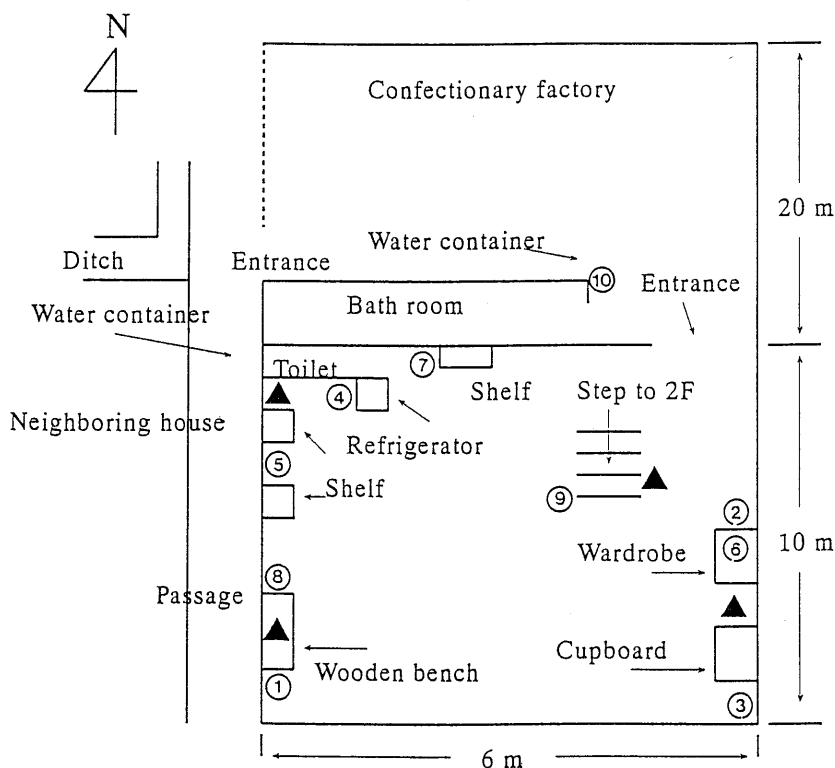 N
Confectionary factory
20 m
Water container
⑩
Ditch
Entrance
Entrance
Bath room
Water container
Toilet
⑦
④
Shelf
Step to 2F
Neighboring house
Refrigerator
⑤
Shelf
⑨
②
⑥
10 m
Wardrobe
⑧
Passage
Cupboard
Wooden bench
①
③
6 m